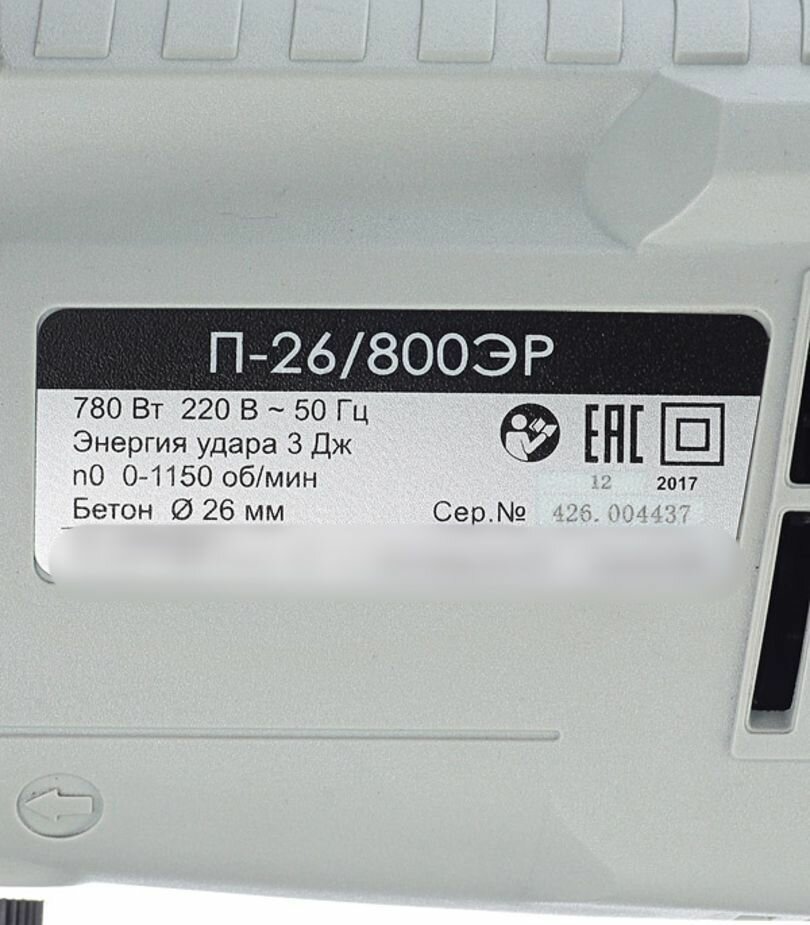 П-26/800ЭР
780 Вт 220 В ~ 50 Гц
Энергия удара 3 Дж
EAC
n0 0-1150 об/мин
12 2017
Бетон Ø 26 мм
Сер.№ 426.004437